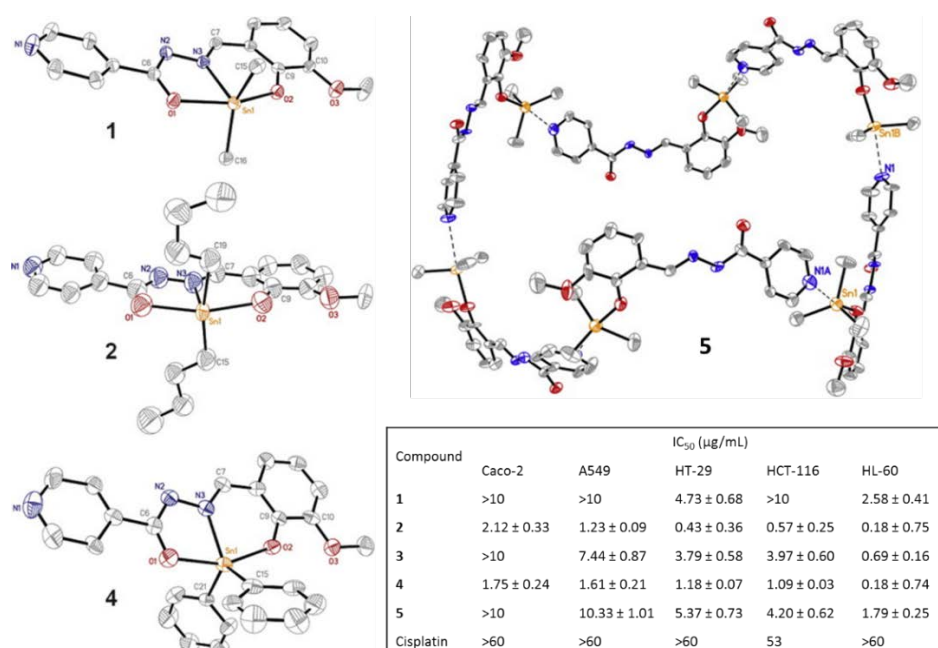 N1
N2
C7
C6
N3
C15
C9
C10
O1
Sn1
O2
O3
C16
1
N1
N2
C19
C6
N3
C7
C9
O1
Sn1
O2
O3
C15
2
N1
N2
C7
C6
N3
C9
C10
O1
Sn1
O2
O3
C21
C15
4
Sn1B
N1
N1A
Sn1
5
Compound IC50 (µg/mL)
Caco-2 A549 HT-29 HCT-116 HL-60
1 >10 >10 4.73 ± 0.68 >10 2.58 ± 0.41
2 2.12 ± 0.33 1.23 ± 0.09 0.43 ± 0.36 0.57 ± 0.25 0.18 ± 0.75
3 >10 7.44 ± 0.87 3.79 ± 0.58 3.97 ± 0.60 0.69 ± 0.16
4 1.75 ± 0.24 1.61 ± 0.21 1.18 ± 0.07 1.09 ± 0.03 0.18 ± 0.74
5 >10 10.33 ± 1.01 5.37 ± 0.73 4.20 ± 0.62 1.79 ± 0.25
Cisplatin >60 >60 >60 53 >60